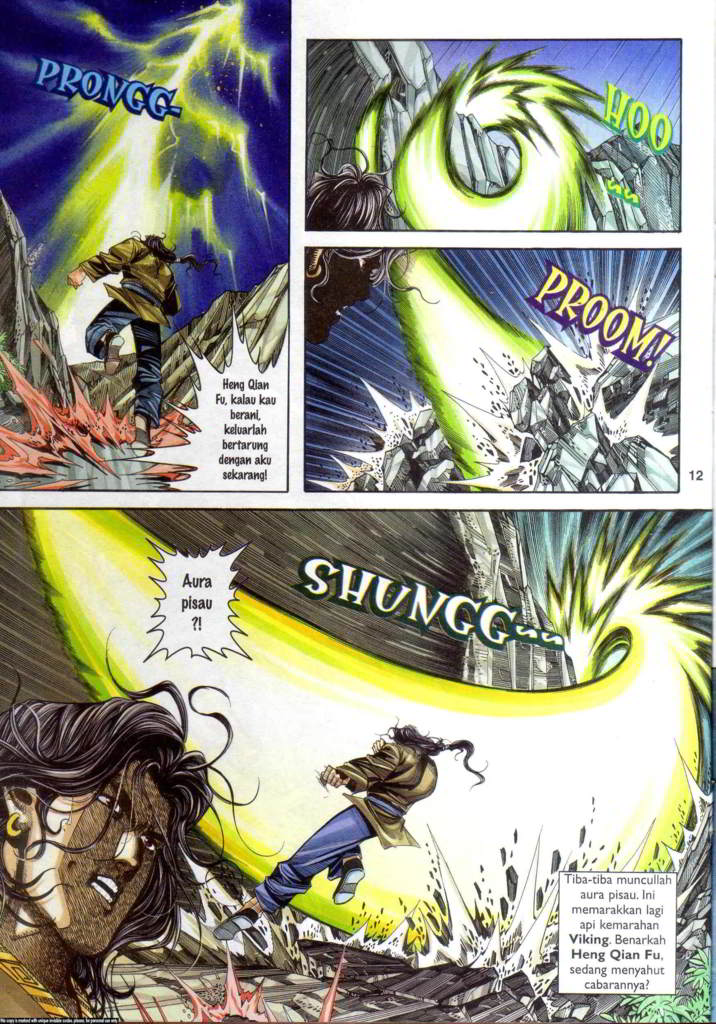 PRONGG-
Heng Qian
Fu, kalau kau
berani,
keluarlah
bertarung
dengan aku
sekarang!
HOO
PROOM!
12
Aura
pisau
?!
SHUNGG~~
Tiba-tiba muncullah
aura pisau. Ini
memarakkan lagi
api kemarahan
Viking. Benarkah
Heng Qian Fu,
sedang menyahut
cabarannya?